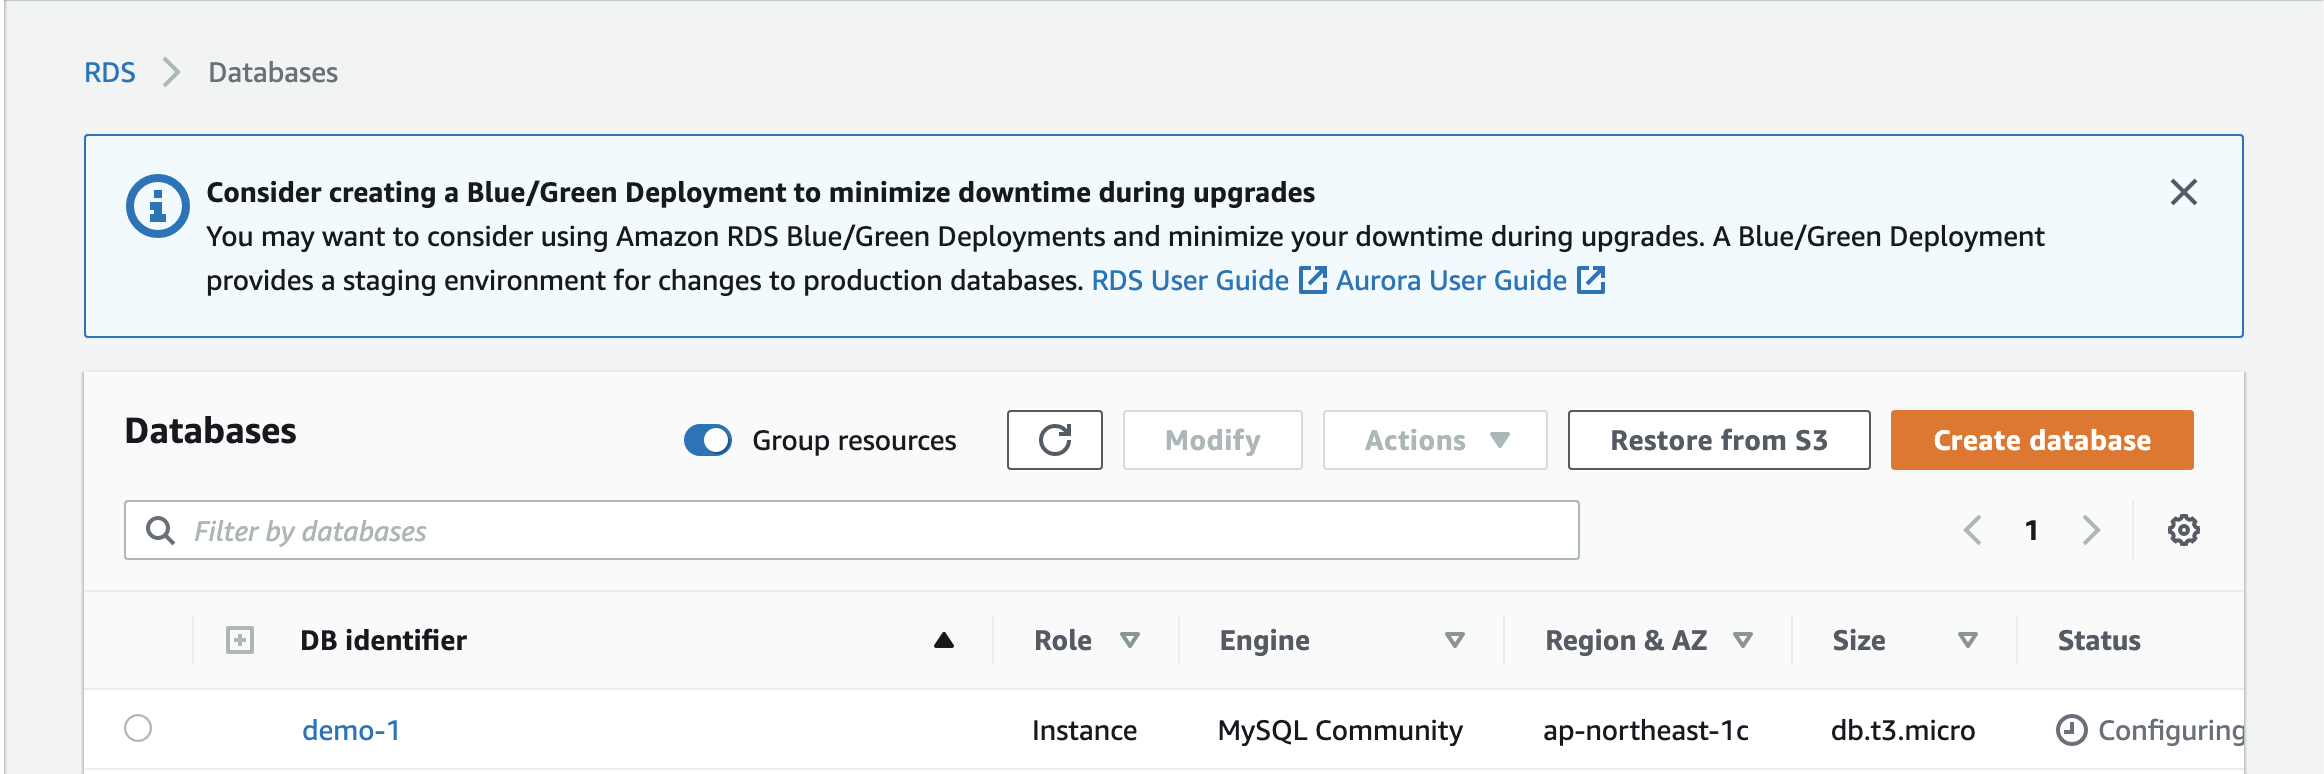 RDS > Databases
Consider creating a Blue/Green Deployment to minimize downtime during upgrades
You may want to consider using Amazon RDS Blue/Green Deployments and minimize your downtime during upgrades. A Blue/Green Deployment
provides a staging environment for changes to production databases. RDS User Guide Aurora User Guide
Databases Group resources Modify Actions Restore from S3 Create database
Filter by databases 1
DB identifier Role Engine Region & AZ Size Status
demo-1 Instance MySQL Community ap-northeast-1c db.t3.micro Configuring